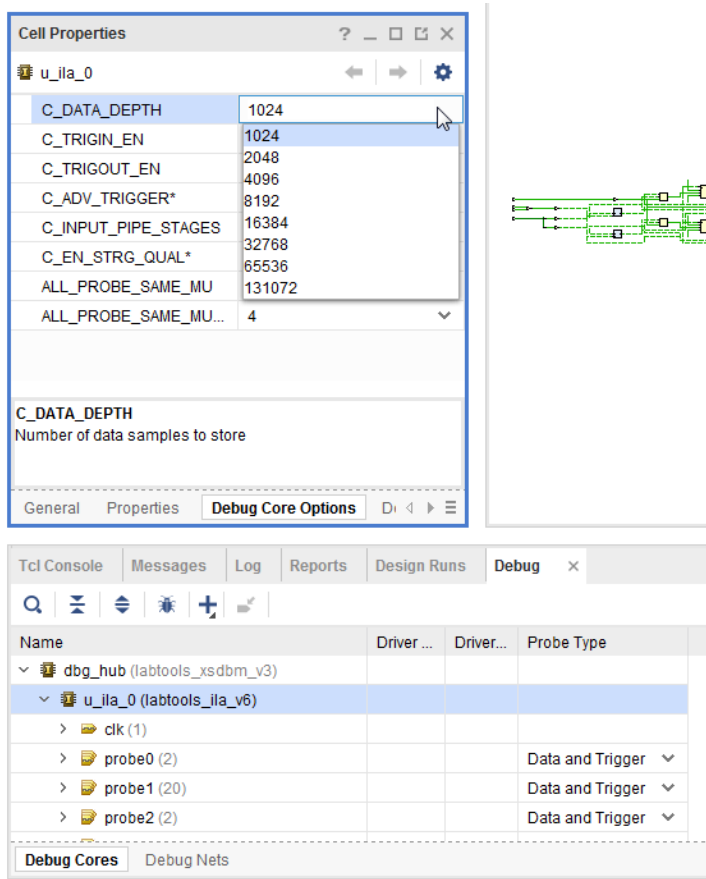 Cell Properties
u_ila_0
C_DATA_DEPTH 1024
1024
C_TRIGIN_EN
2048
C_TRIGOUT_EN
4096
C_ADV_TRIGGER*
8192
C_INPUT_PIPE_STAGES
16384
32768
C_EN_STRG_QUAL*
65536
ALL_PROBE_SAME_MU
131072
ALL_PROBE_SAME_MU... 4
C_DATA_DEPTH
Number of data samples to store
General Properties Debug Core Options
Tcl Console Messages Log Reports Design Runs Debug
Name Driver ... Driver... Probe Type
dbg_hub (labtools_xsdbm_v3)
u_ila_0 (labtools_ila_v6)
clk (1)
probe0 (2) Data and Trigger
probe1 (20) Data and Trigger
probe2 (2) Data and Trigger
Debug Cores Debug Nets